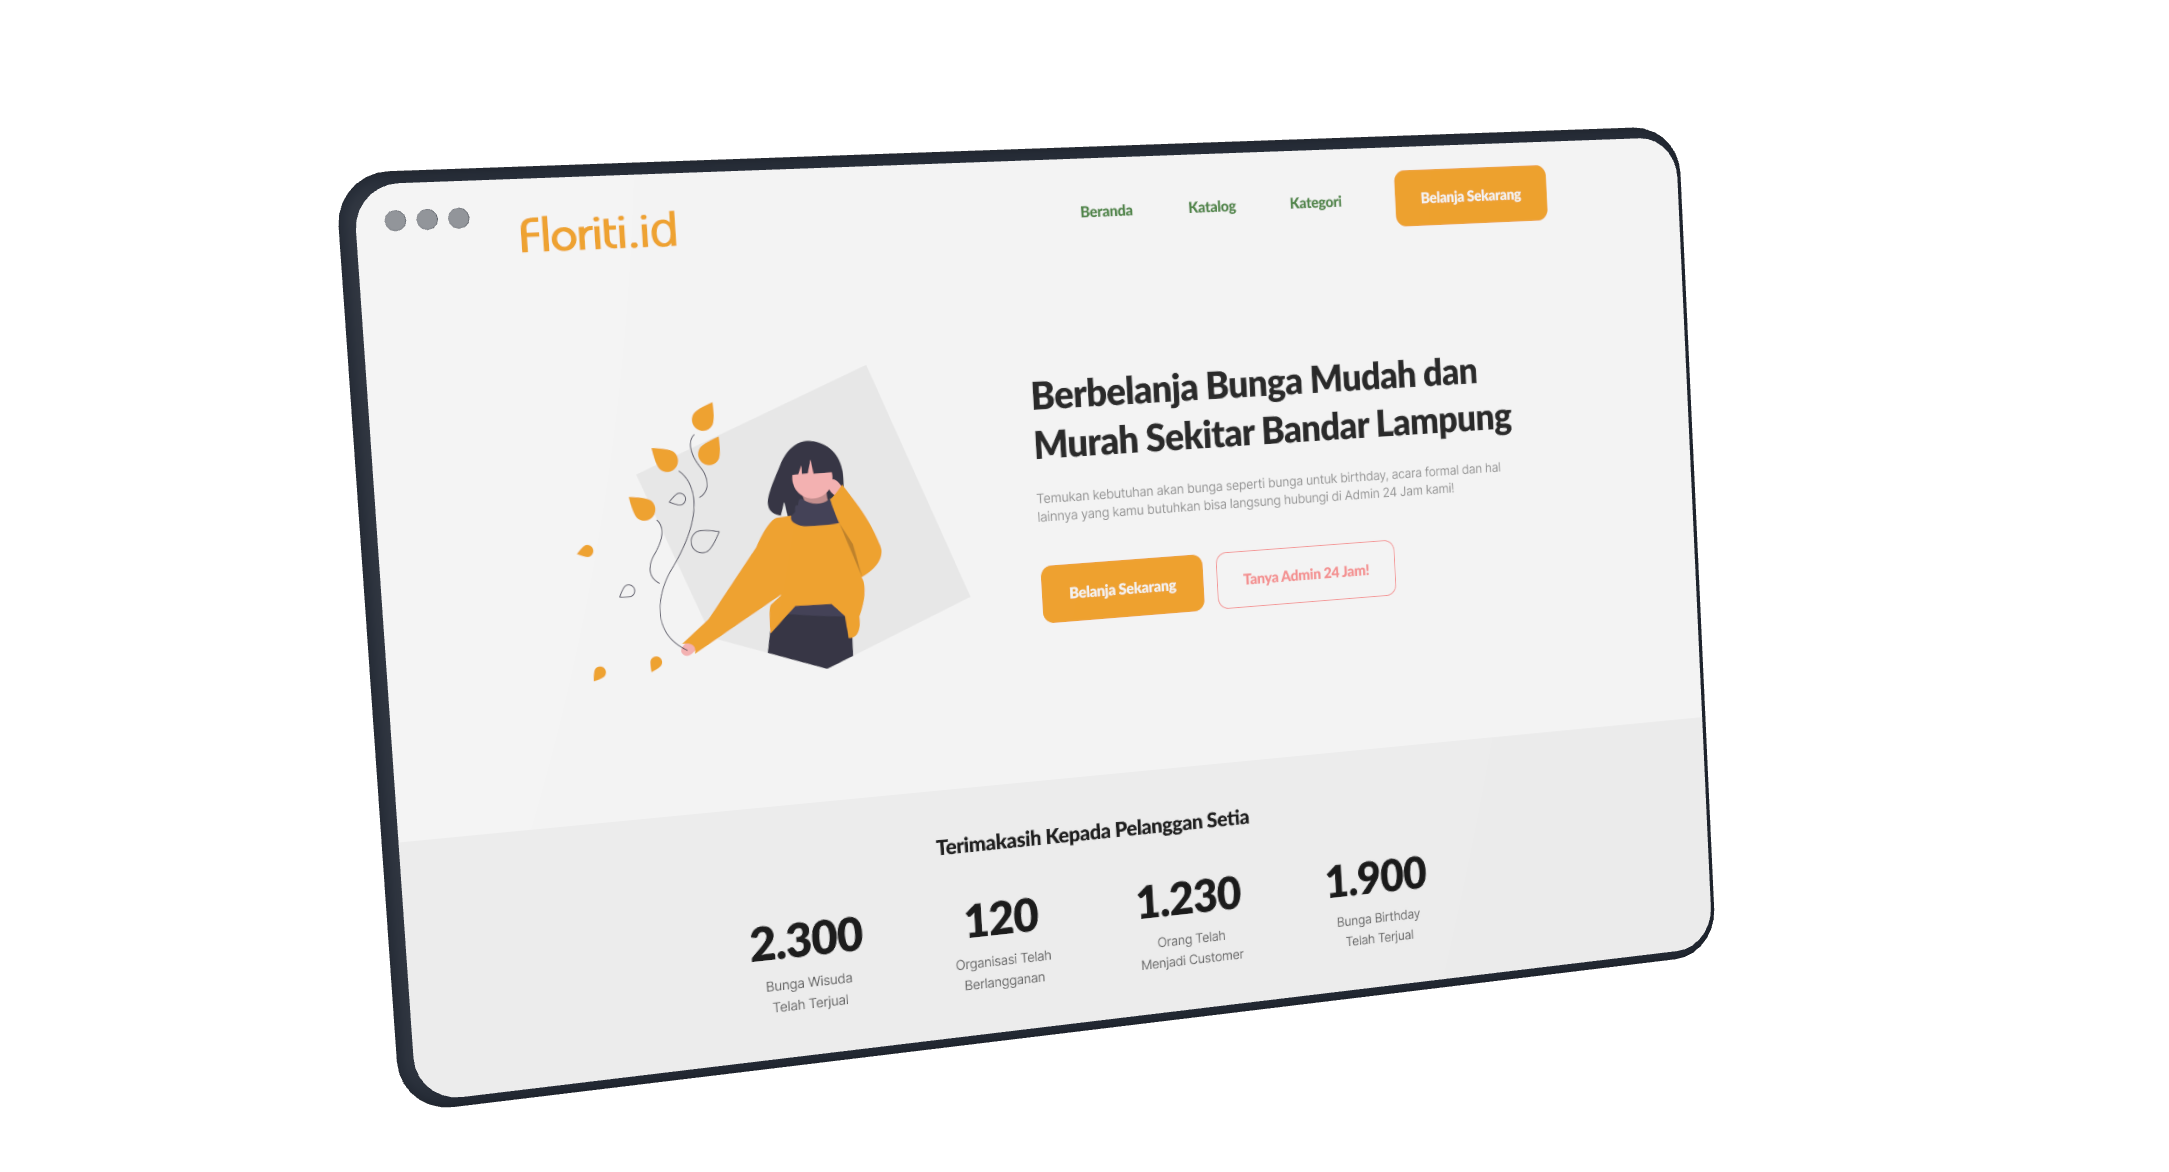 Floriti.id
Beranda
Katalog
Kategori
Belanja Sekarang
Berbelanja Bunga Mudah dan
Murah Sekitar Bandar Lampung
Temukan kebutuhan akan bunga seperti bunga untuk birthday, acara formal dan hal
lainnya yang kamu butuhkan bisa langsung hubungi di Admin 24 Jam kami!
Belanja Sekarang
Tanya Admin 24 Jam!
Terimakasih Kepada Pelanggan Setia
2.300
Bunga Wisuda
Telah Terjual
120
Organisasi Telah
Berlangganan
1.230
Orang Telah
Menjadi Customer
1.900
Bunga Birthday
Telah Terjual